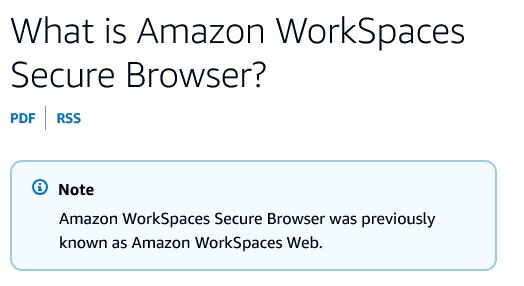 What is Amazon WorkSpaces
Secure Browser?
PDF RSS
Note
Amazon WorkSpaces Secure Browser was previously
known as Amazon WorkSpaces Web.